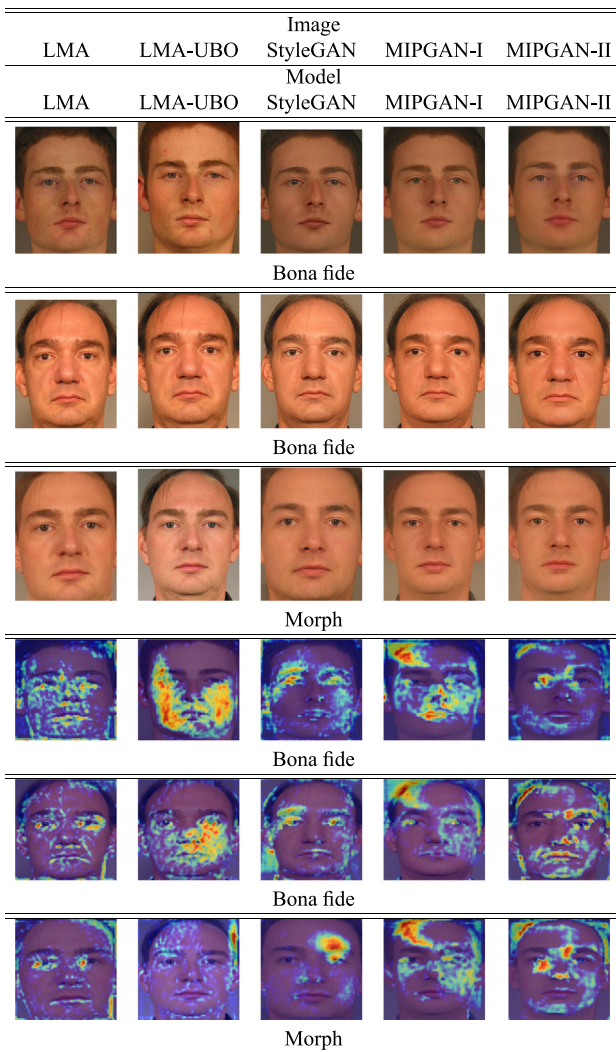 Image
LMA LMA-UBO StyleGAN MIPGAN-I MIPGAN-II
Model
LMA LMA-UBO StyleGAN MIPGAN-I MIPGAN-II
Bona fide
Bona fide
Morph
Bona fide
Bona fide
Morph